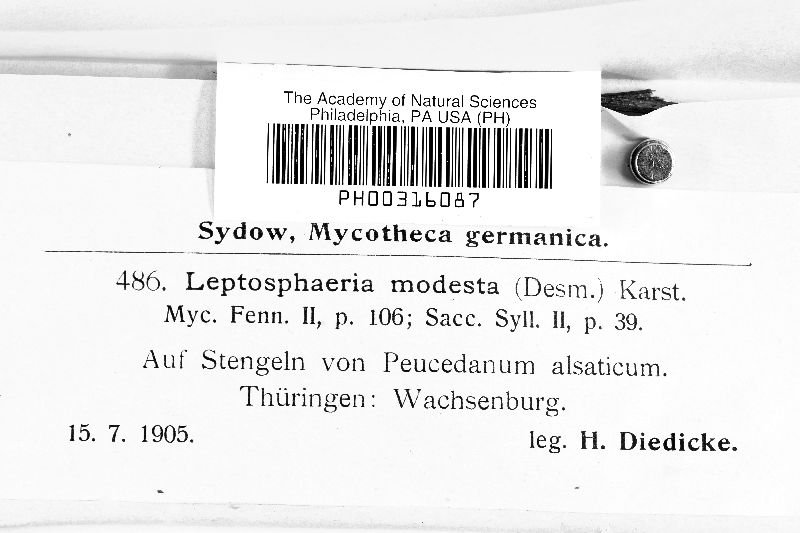 The Academy of Natural Sciences
Philadelphia, PA USA (PH)
PH00316087
Sydow, Mycotheca germanica.
486. Leptosphaeria modesta (Desm.) Karst.
Myc. Fenn. II, p. 106; Sacc. Syll. II, p. 39.
Auf Stengeln von Peucedanum alsaticum.
Thüringen: Wachsenburg.
15. 7. 1905. leg. H. Diedicke.